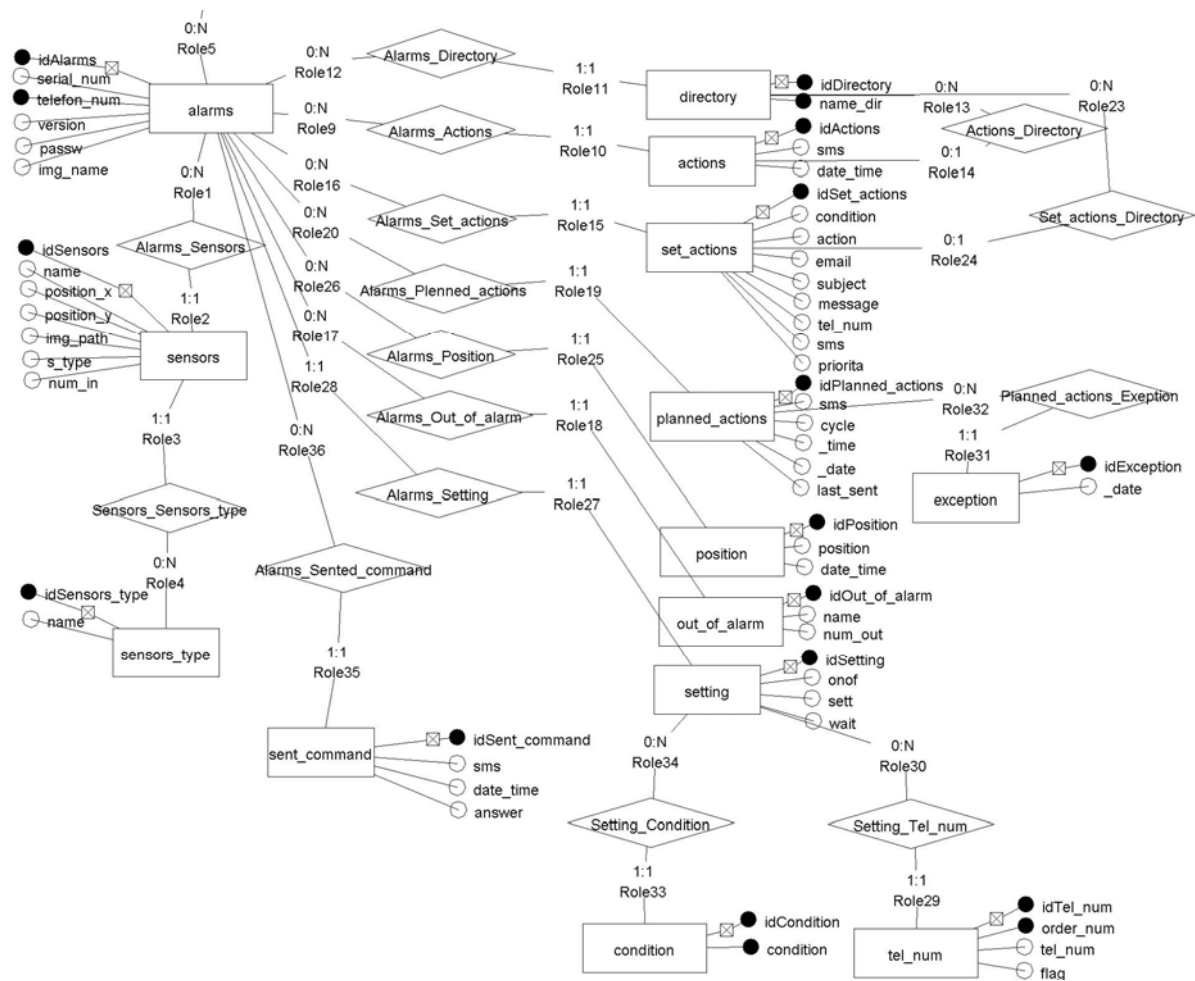 0:N
Role5
idAlarms
serial_num
telefon_num
version
passw
img_name
alarms
0:N
Role12
Alarms_Directory
1:1
Role11
directory
idDirectory
name_dir
0:N
Role13
0:N
Role23
Actions_Directory
0:N
Role9
Alarms_Actions
1:1
Role10
actions
idActions
sms
date_time
0:1
Role14
0:N
Role1
Alarms_Sensors
0:N
Role16
Alarms_Set_actions
1:1
Role15
set_actions
idSet_actions
condition
action
email
subject
message
tel_num
sms
priorita
0:1
Role24
Set_actions_Directory
0:N
Role20
Alarms_Plenned_actions
1:1
Role19
idSensors
name
position_x
position_y
img_path
s_type
num_in
1:1
Role2
sensors
0:N
Role26
Alarms_Position
1:1
Role25
0:N
Role17
Alarms_Out_of_alarm
1:1
Role18
1:1
Role28
Alarms_Setting
1:1
Role27
planned_actions
idPlanned_actions
sms
cycle
_time
_date
last_sent
0:N
Role32
Planned_actions_Exeption
1:1
Role31
exception
idException
_date
1:1
Role3
Sensors_Sensors_type
0:N
Role4
idSensors_type
name
sensors_type
0:N
Role36
Alarms_Sented_command
1:1
Role35
sent_command
idSent_command
sms
date_time
answer
position
idPosition
position
date_time
out_of_alarm
idOut_of_alarm
name
num_out
setting
idSetting
onof
sett
wait
0:N
Role34
Setting_Condition
1:1
Role33
condition
idCondition
condition
0:N
Role30
Setting_Tel_num
1:1
Role29
tel_num
idTel_num
order_num
tel_num
flag